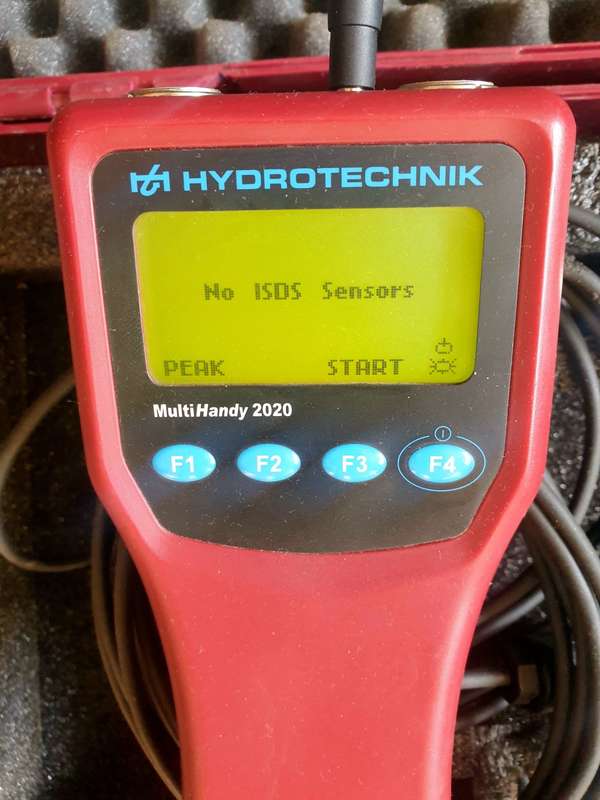 HYDROTECHNIK
No ISDS Sensors
PEAK START
MultiHandy 2020
F1 F2 F3 F4